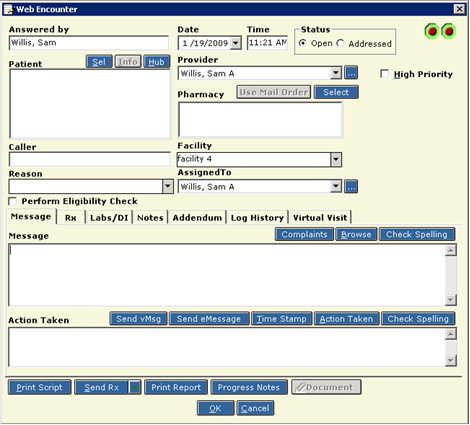 Web Encounter
Answered by Date Time Status
Willis, Sam 1 /19/2009 11:21 AM Open Addressed
Patient Sel Info Hub Provider
Willis, Sam A ... High Priority
Pharmacy Use Mail Order Select
Caller Facility
facility 4
Reason AssignedTo
Willis, Sam A ...
Perform Eligibility Check
Message Rx Labs/DI Notes Addendum Log History Virtual Visit
Message Complaints Browse Check Spelling
Action Taken Send vMsg Send eMessage Time Stamp Action Taken Check Spelling
Print Script Send Rx Print Report Progress Notes Document
OK Cancel